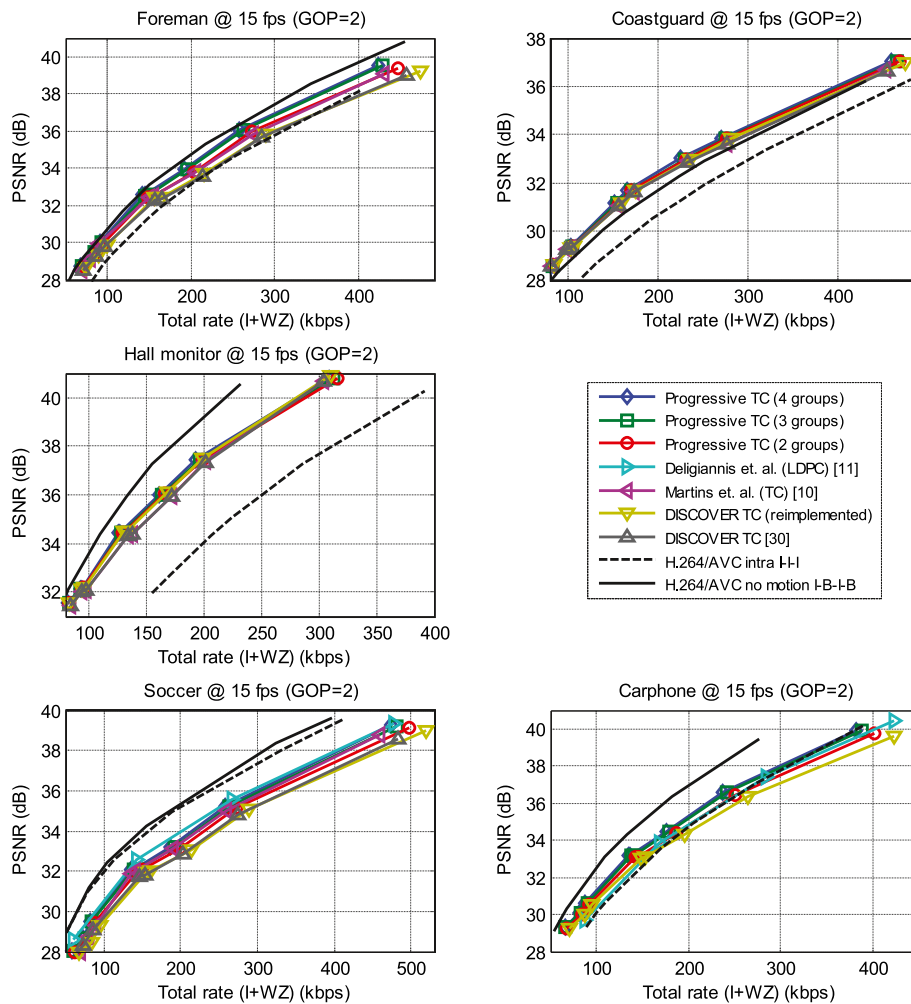 Foreman @ 15 fps (GOP=2)
PSNR (dB)
40
38
36
34
32
30
28
100
200
300
400
Total rate (I+WZ) (kbps)
Coastguard @ 15 fps (GOP=2)
PSNR (dB)
38
36
34
32
30
28
100
200
300
400
Total rate (I+WZ) (kbps)
Hall monitor @ 15 fps (GOP=2)
PSNR (dB)
40
38
36
34
32
100
150
200
250
300
350
400
Total rate (I+WZ) (kbps)
Progressive TC (4 groups)
Progressive TC (3 groups)
Progressive TC (2 groups)
Deligiannis et. al. (LDPC) [11]
Martins et. al. (TC) [10]
DISCOVER TC (reimplemented)
DISCOVER TC [30]
H.264/AVC intra I-I-I
H.264/AVC no motion I-B-I-B
Soccer @ 15 fps (GOP=2)
PSNR (dB)
40
38
36
34
32
30
28
100
200
300
400
500
Total rate (I+WZ) (kbps)
Carphone @ 15 fps (GOP=2)
PSNR (dB)
40
38
36
34
32
30
28
100
200
300
400
Total rate (I+WZ) (kbps)